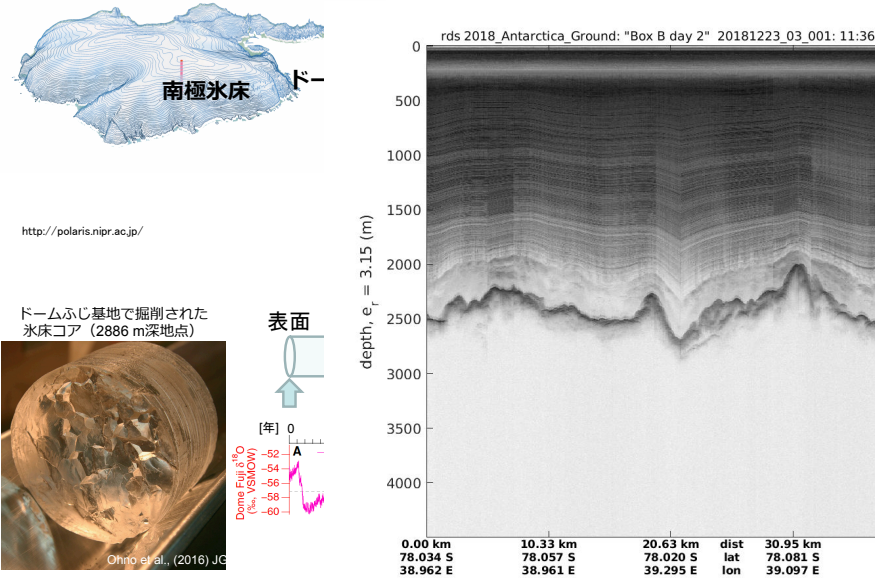 南極氷床
ドー
http://polaris.nipr.ac.jp/
ドームふじ基地で掘削された
氷床コア（2886 m深地点）
Ohno et al., (2016) JG
表面
[年] 0
A
Dome Fuji δ18O
(‰, VSMOW)
−52
−54
−56
−58
−60
rds 2018_Antarctica_Ground: "Box B day 2" 20181223_03_001: 11:36
depth, e_r = 3.15 (m)
0
500
1000
1500
2000
2500
3000
3500
4000
0.00 km 10.33 km 20.63 km dist 30.95 km
78.034 S 78.057 S 78.020 S lat 78.081 S
38.962 E 38.961 E 39.295 E lon 39.097 E